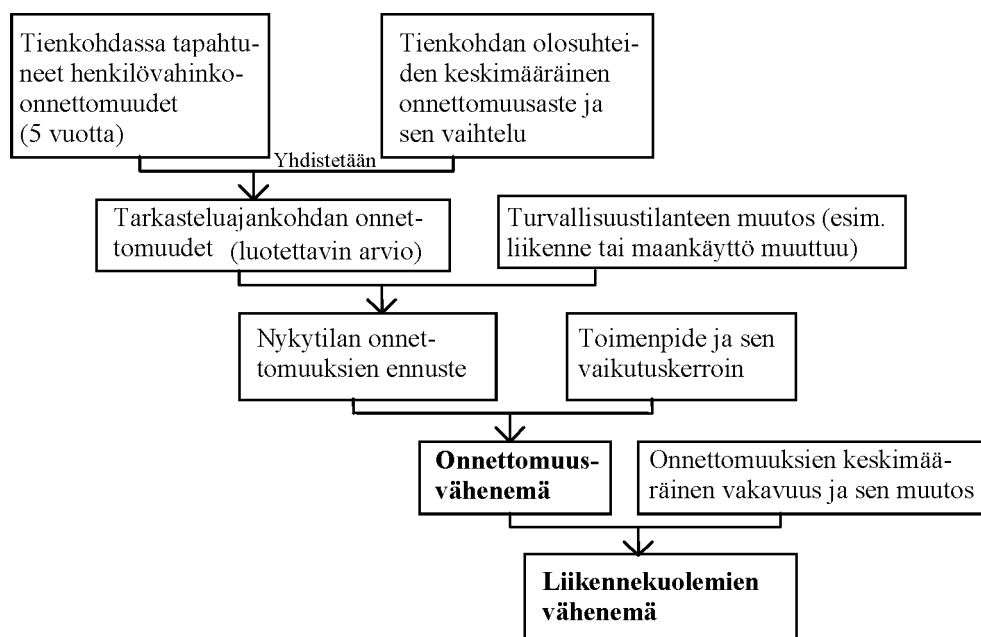 Tienkohdassa tapahtu-
neet henkilövahinko-
onnettomuudet
(5 vuotta)
Tienkohdan olosuhtei-
den keskimääräinen
onnettomuusaste ja
sen vaihtelu
Yhdistetään
Tarkasteluajankohdan onnet-
tomuudet (luotettavin arvio)
Turvallisuustilanteen muutos (esim.
liikenne tai maankäyttö muuttuu)
Nykytilan onnet-
tomuuksien ennuste
Toimenpide ja sen
vaikutuskerroin
Onnettomuus-
vähenemä
Onnettomuuksien keskimää-
räinen vakavuus ja sen muutos
Liikennekuolemien
vähenemä